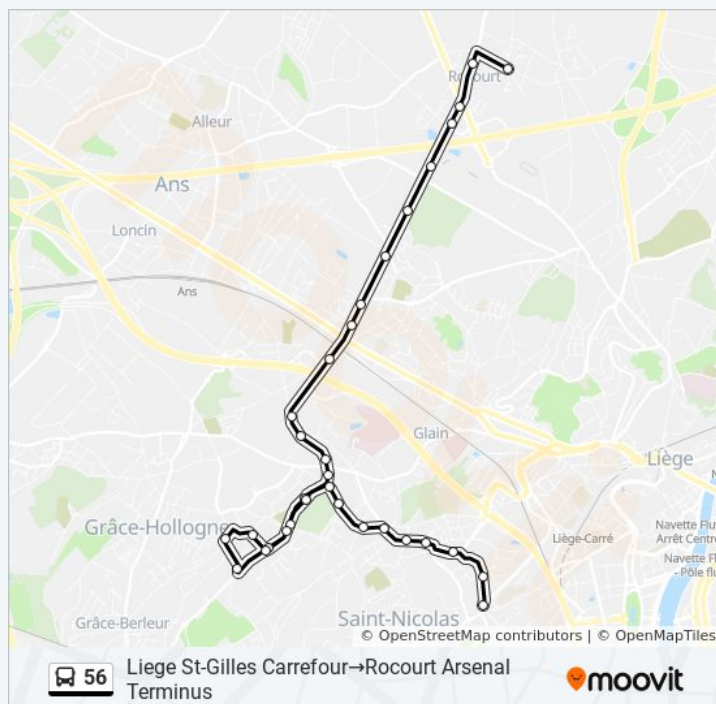 Rocourt
Alleur
Ans
Loncin
Ans
Glain
Liège
Grâce-Hollogne
Navette Flu
Arrêt Centre
Liège-Carré
Navette Fl
- Pôle flu
Grâce-Berleur
Saint-Nicolas
© OpenStreetMap contributors | © OpenMapTiles
56
Liege St-Gilles Carrefour→Rocourt Arsenal
Terminus
moovit